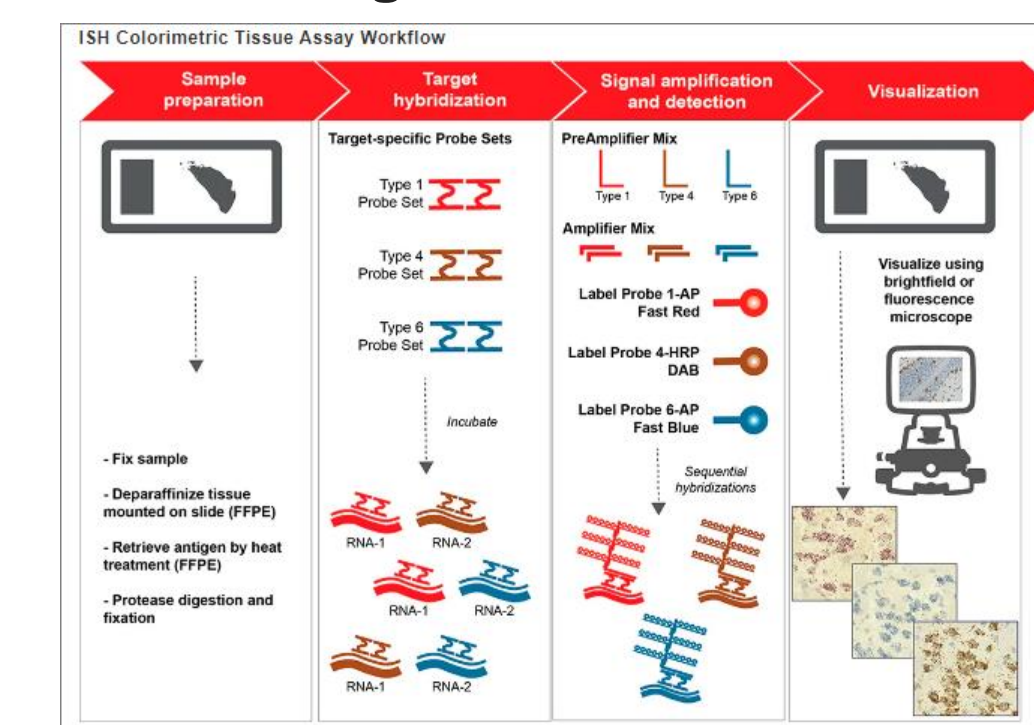 ISH Colorimetric Tissue Assay Workflow
Sample
preparation
Target
hybridization
Signal amplification
and detection
Visualization
Target-specific Probe Sets
Type 1
Probe Set
Type 4
Probe Set
Type 6
Probe Set
Incubate
RNA-1
RNA-2
RNA-1
RNA-2
RNA-1
RNA-2
- Fix sample
- Deparaffinize tissue
mounted on slide (FFPE)
- Retrieve antigen by heat
treatment (FFPE)
- Protease digestion and
fixation
PreAmplifier Mix
Type 1
Type 4
Type 6
Amplifier Mix
Label Probe 1-AP
Fast Red
Label Probe 4-HRP
DAB
Label Probe 6-AP
Fast Blue
Sequential
hybridizations
Visualize using
brightfield or
fluorescence
microscope